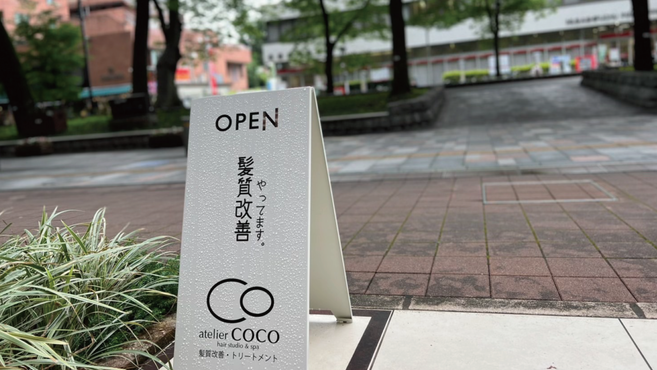 OPEN
髪質改善
やってます。
CO
atelier COCO
hair studio & spa
髪質改善・トリートメント